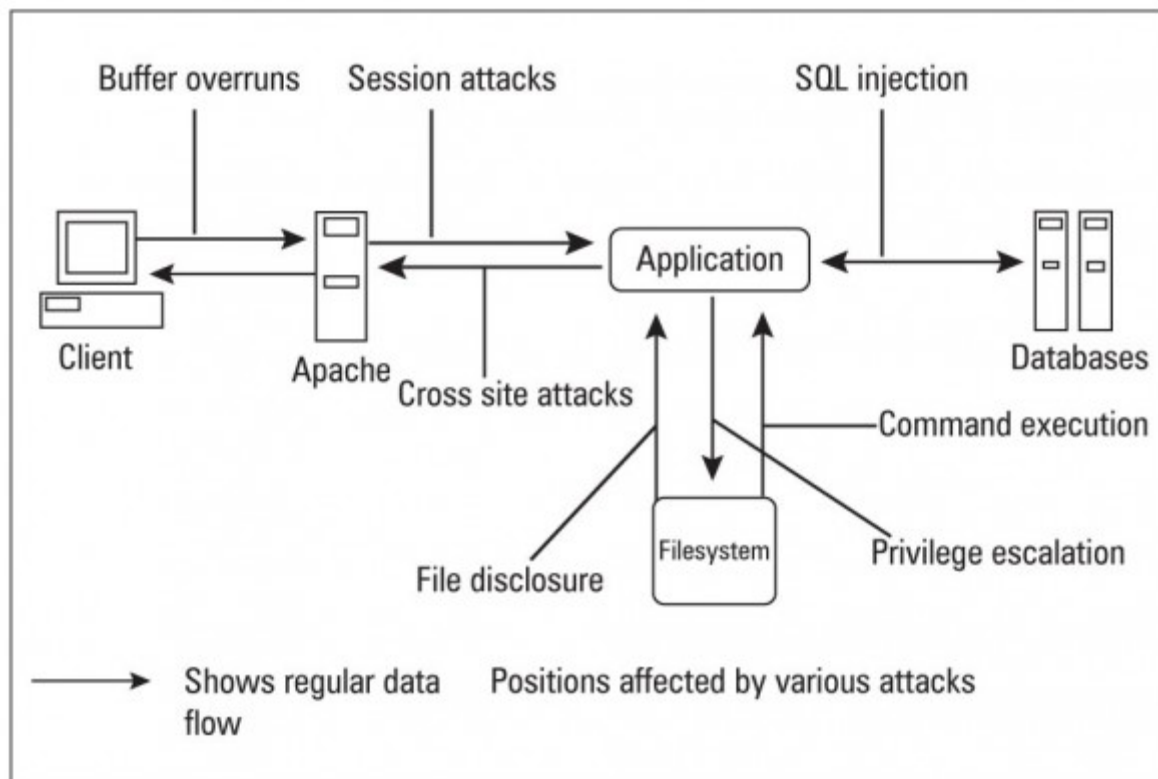 Buffer overruns
Session attacks
SQL injection
Application
Client
Apache
Databases
Cross site attacks
Command execution
Filesystem
Privilege escalation
File disclosure
Shows regular data
flow
Positions affected by various attacks